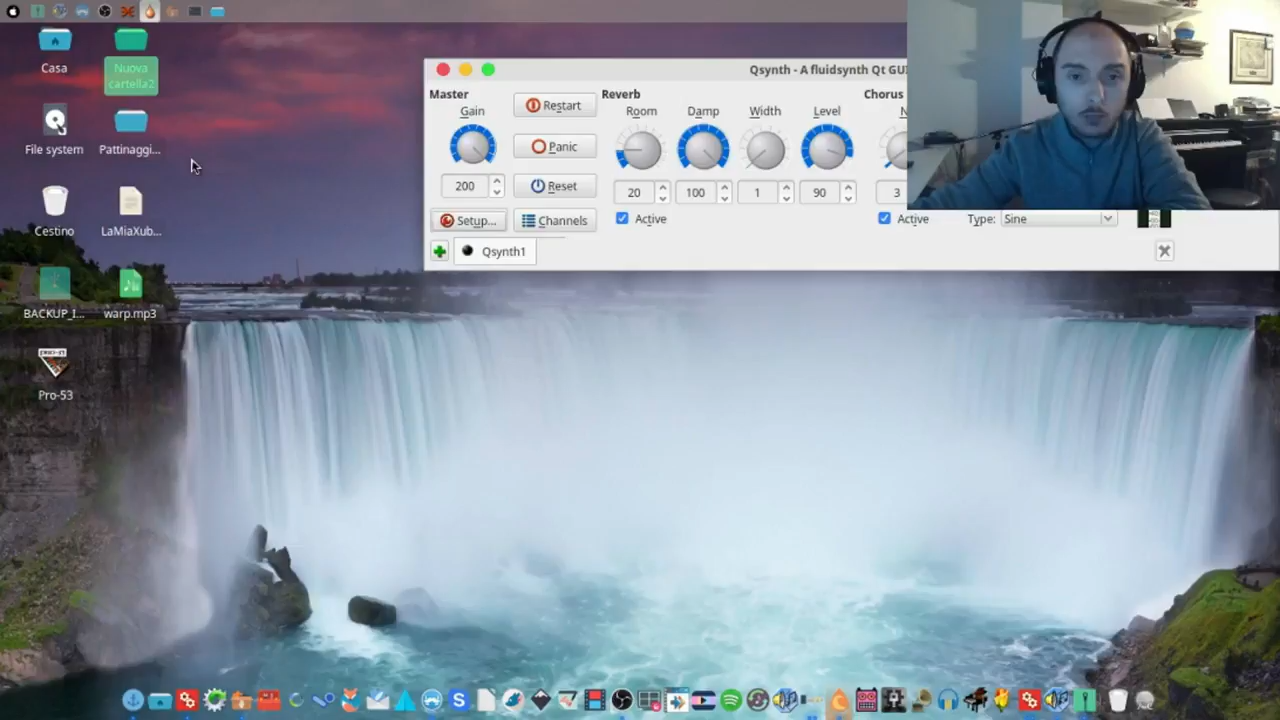 Casa
Nuova
cartella2
File system
Pattinaggi...
Cestino
LaMiaXub...
BACKUP_I...
warp.mp3
Pro-53
Qsynth - A fluidsynth Qt GUI
Master
Reverb
Chorus
Gain
Restart
Room
Damp
Width
Level
N
Panic
200
Reset
20
100
1
90
3
Setup...
Channels
Active
Active
Type:
Sine
Qsynth1